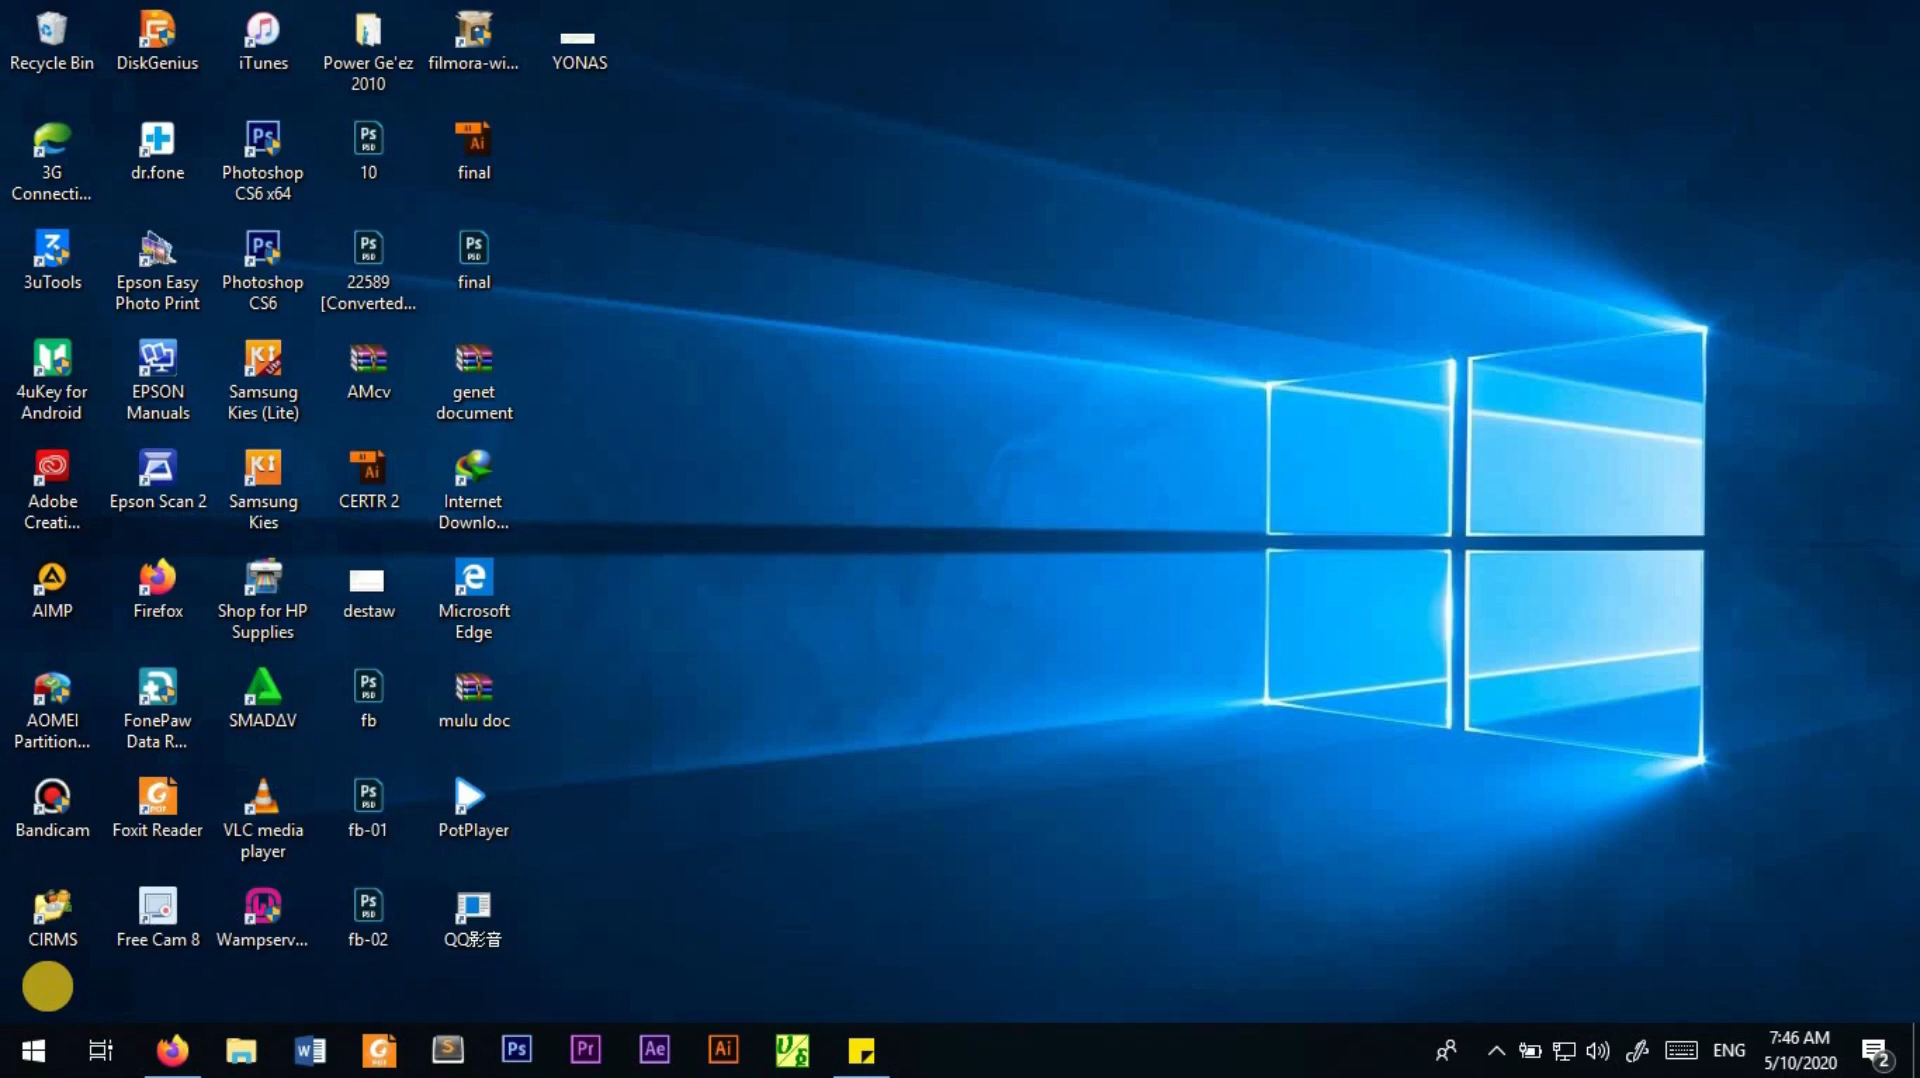 Recycle Bin
DiskGenius
iTunes
Power Ge'ez
2010
filmora-wi...
YONAS
3G
Connecti...
dr.fone
Photoshop
CS6 x64
10
final
3uTools
Epson Easy
Photo Print
Photoshop
CS6
22589
[Converted...
final
4uKey for
Android
EPSON
Manuals
Samsung
Kies (Lite)
AMcv
genet
document
Adobe
Creati...
Epson Scan 2
Samsung
Kies
CERTR 2
Internet
Downlo...
AIMP
Firefox
Shop for HP
Supplies
destaw
Microsoft
Edge
AOMEI
Partition...
FonePaw
Data R...
SMADΔV
fb
mulu doc
Bandicam
Foxit Reader
VLC media
player
fb-01
PotPlayer
CIRMS
Free Cam 8
Wampserv...
fb-02
QQ影音
ENG
7:46 AM
5/10/2020
2